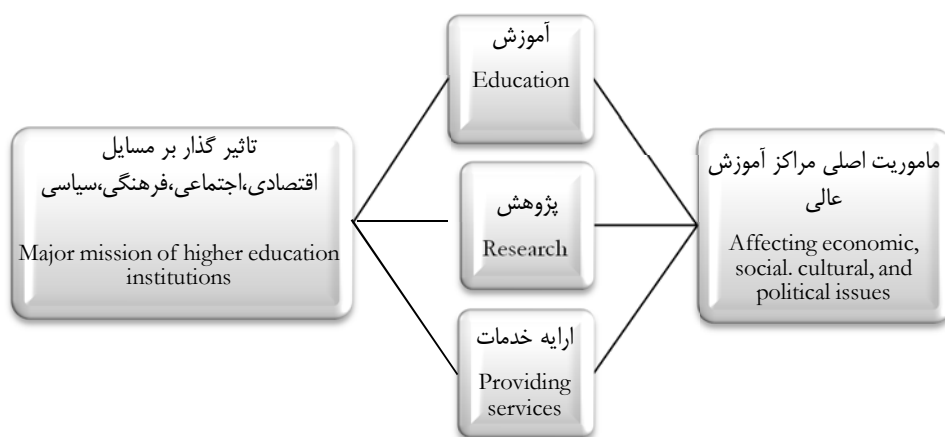 آموزش
Education
تاثیر گذار بر مسایل
اقتصادی،اجتماعی،فرهنگی،سیاسی
Major mission of higher education
institutions
پژوهش
Research
ماموریت اصلی مراکز آموزش
عالی
Affecting economic,
social. cultural, and
political issues
ارایه خدمات
Providing
services